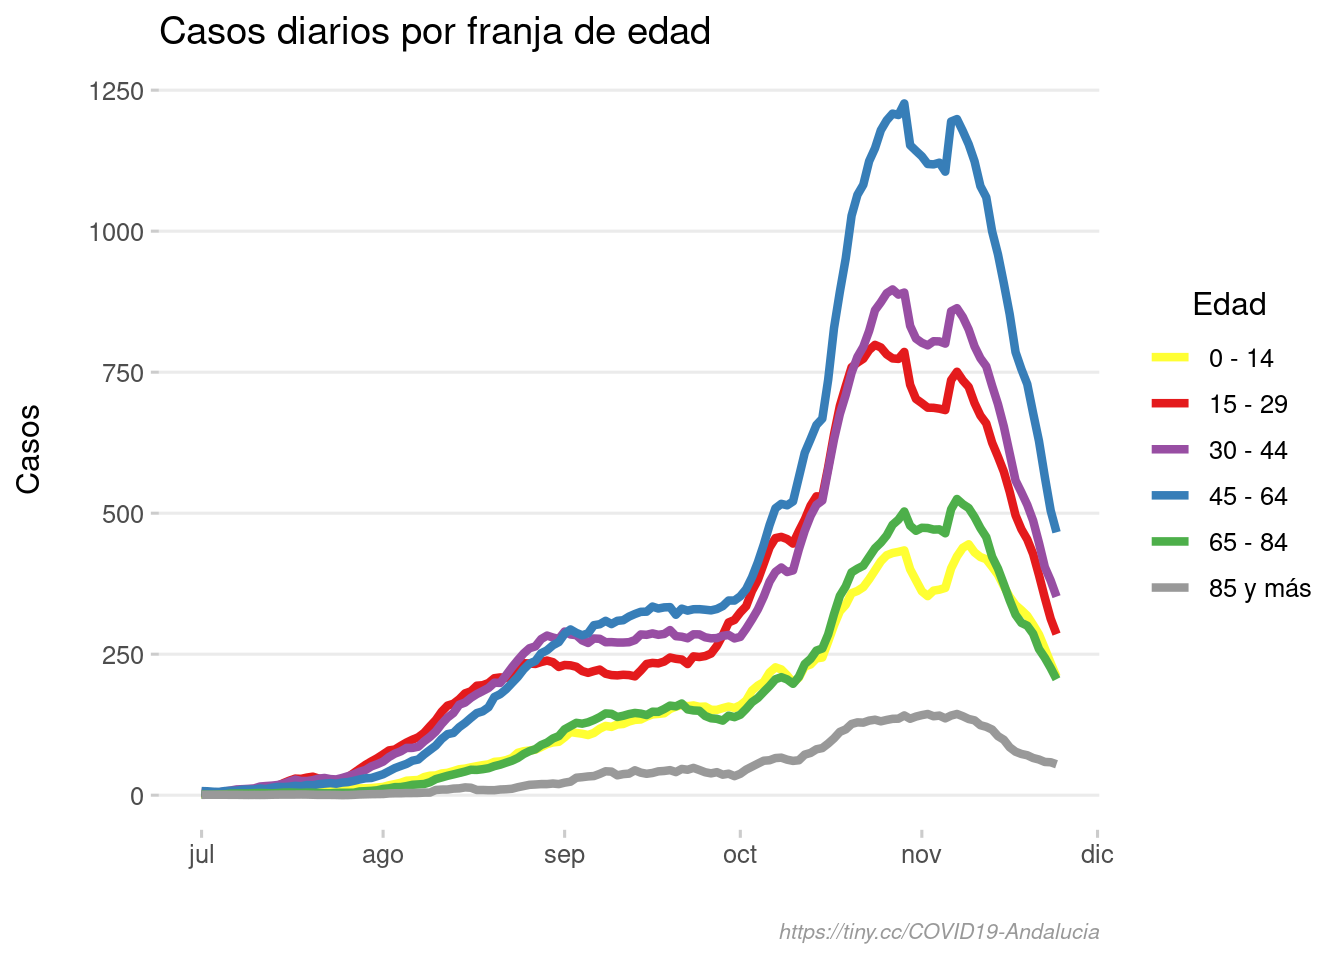 Casos diarios por franja de edad
1250
1000
750
500
250
0
Casos
jul
ago
sep
oct
nov
dic
Edad
0 - 14
15 - 29
30 - 44
45 - 64
65 - 84
85 y más
https://tiny.cc/COVID19-Andalucia